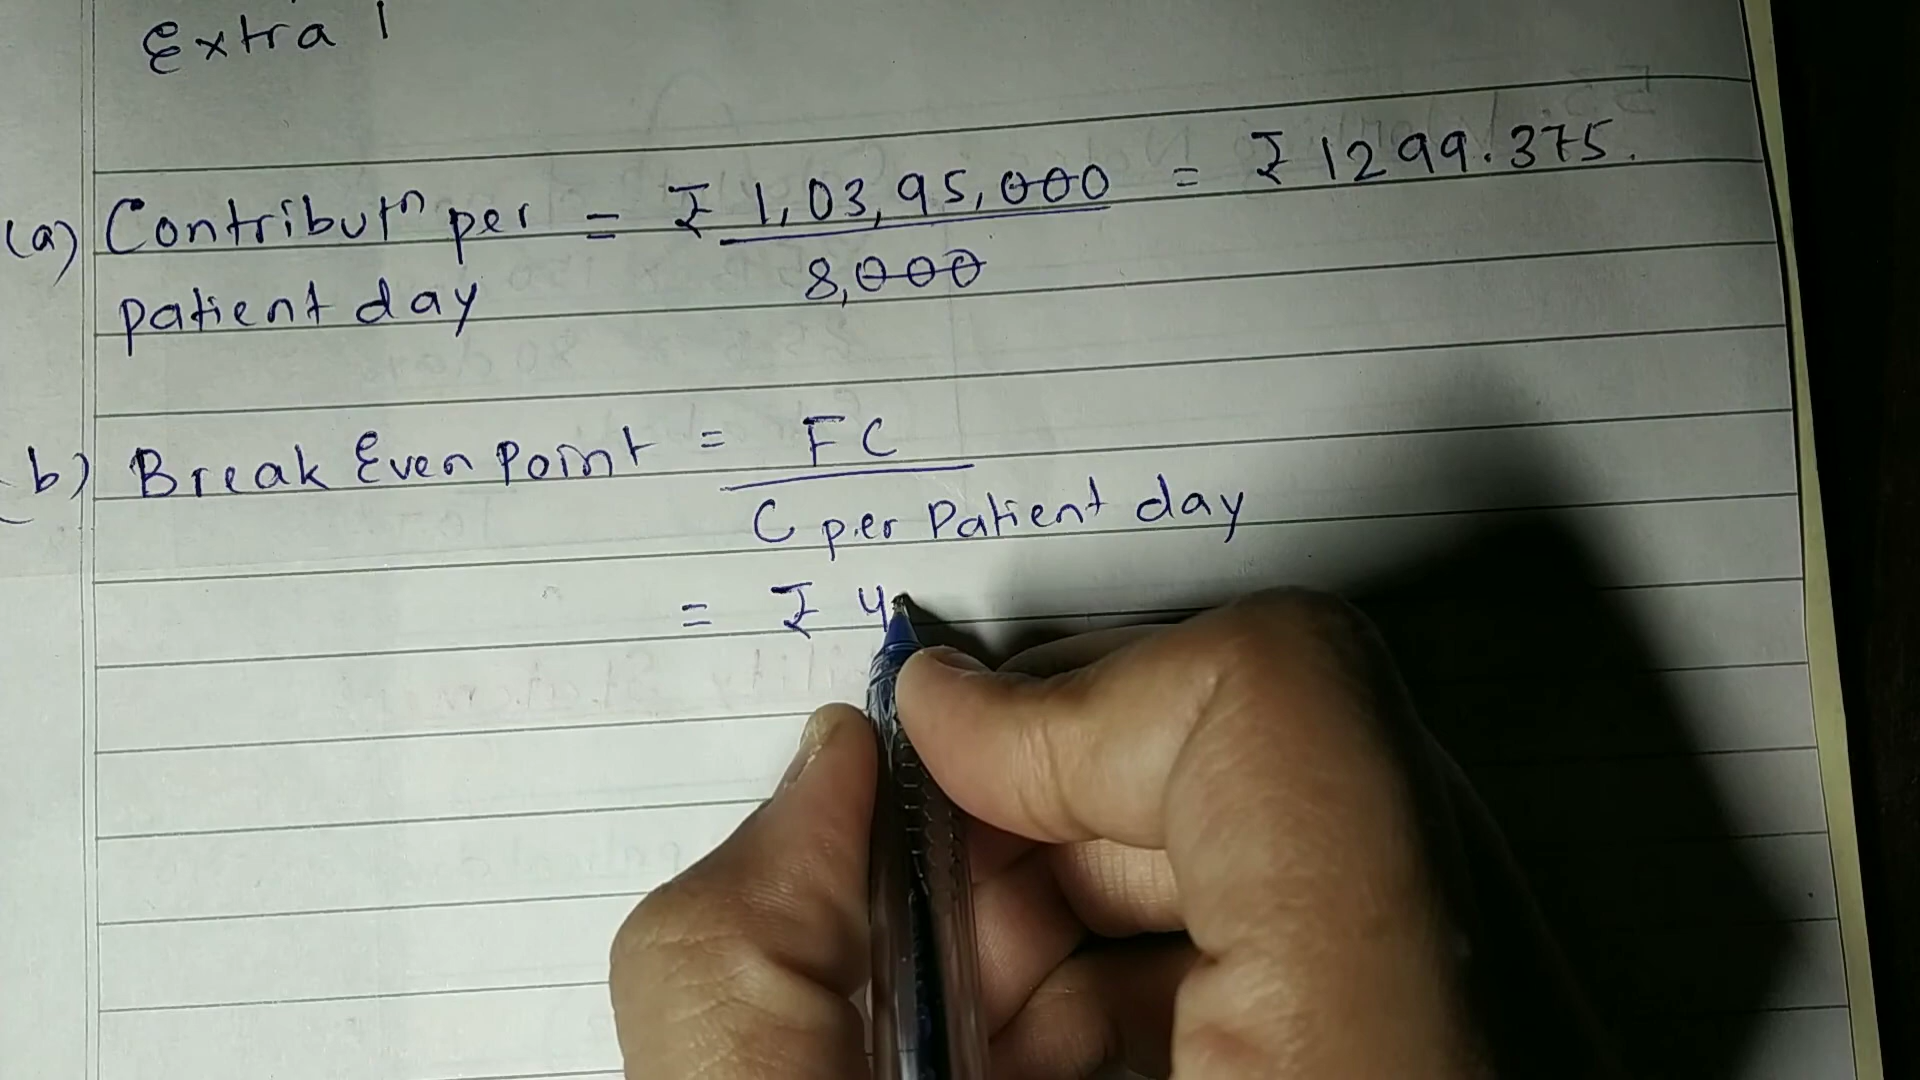 Extra 1
(a) Contributⁿ per = ₹ 1,03,95,000 = ₹ 1299.375.
8,000
patient day
b) Break Even Point = FC
C per Patient day
= ₹ 4